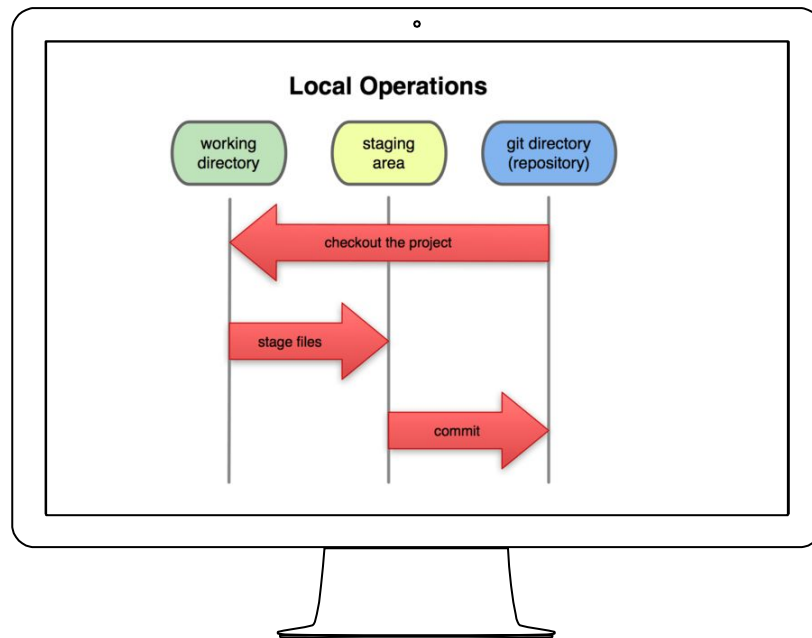 Local Operations
working
directory
staging
area
git directory
(repository)
checkout the project
stage files
commit